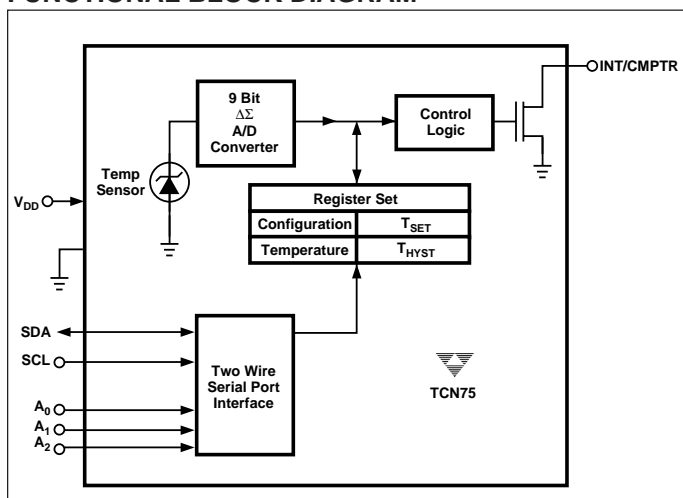 FUNCTIONAL BLOCK DIAGRAM
INT/CMPTR
9 Bit
ΔΣ
A/D
Converter
Control
Logic
Temp
Sensor
VDD
Register Set
Configuration TSET
Temperature THYST
SDA
SCL
Two Wire
Serial Port
Interface
A0
A1
A2
TCN75